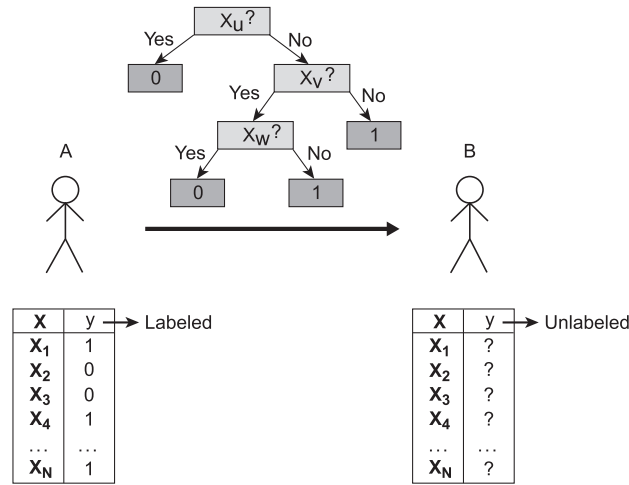 Xu?
Yes No
0 Xv?
Yes No
Xw? 1
A Yes No B
0 1
X y Labeled
X1 1
X2 0
X3 0
X4 1
... ...
XN 1
X y Unlabeled
X1 ?
X2 ?
X3 ?
X4 ?
... ...
XN ?